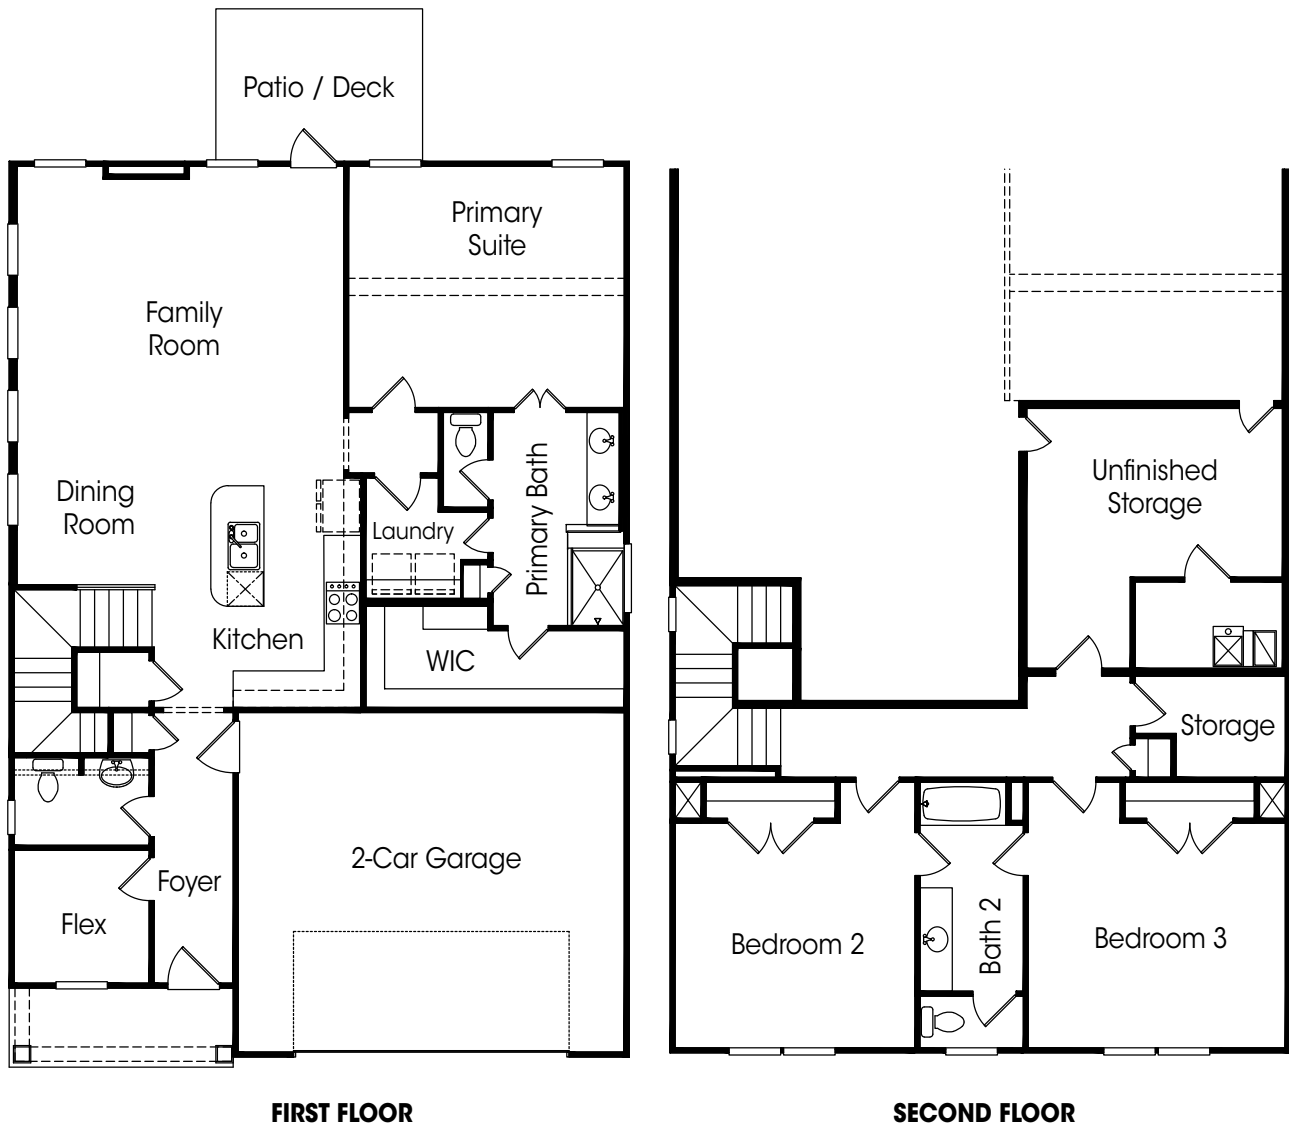 Patio / Deck
Primary
Suite
Family
Room
Dining
Room
Laundry
Primary Bath
Kitchen
WIC
2-Car Garage
Foyer
Flex
FIRST FLOOR
Unfinished
Storage
Storage
Bedroom 2
Bath 2
Bedroom 3
SECOND FLOOR